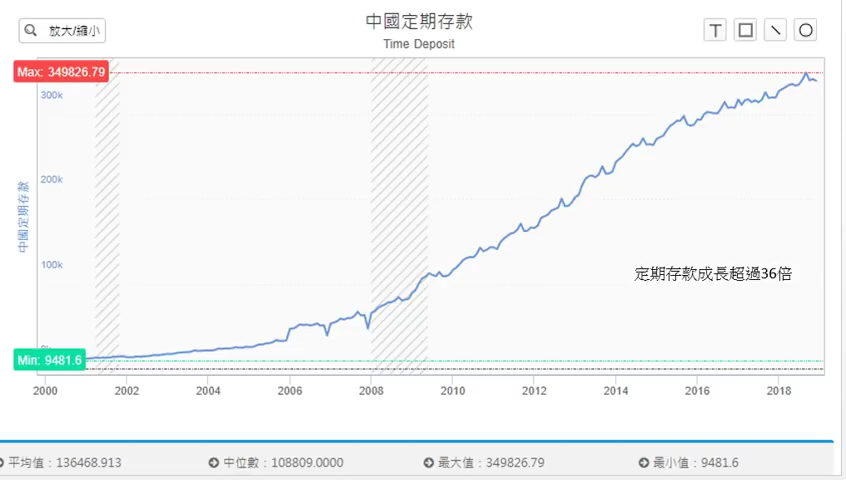 放大/縮小
中國定期存款
Time Deposit
T
Max: 349826.79
300k
200k
中國定期存款
100k
定期存款成長超過36倍
Min: 9481.6
2000 2002 2004 2006 2008 2010 2012 2014 2016 2018
平均值：136468.913 中位數：108809.0000 最大值：349826.79 最小值：9481.6